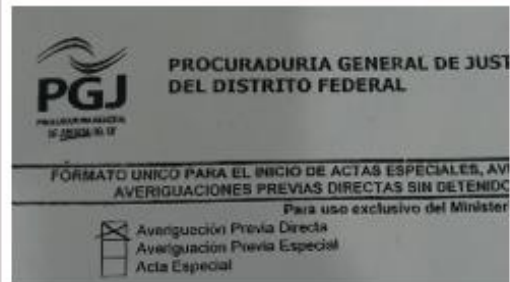 PGJ
PROCURADURIA GENERAL DE JUST
DEL DISTRITO FEDERAL
FORMATO UNICO PARA EL INICIO DE ACTAS ESPECIALES, AV
AVERIGUACIONES PREVIAS DIRECTAS SIN DETENIDO
Para uso exclusivo del Minister
Averiguación Previa Directa
Averiguación Previa Especial
Acta Especial